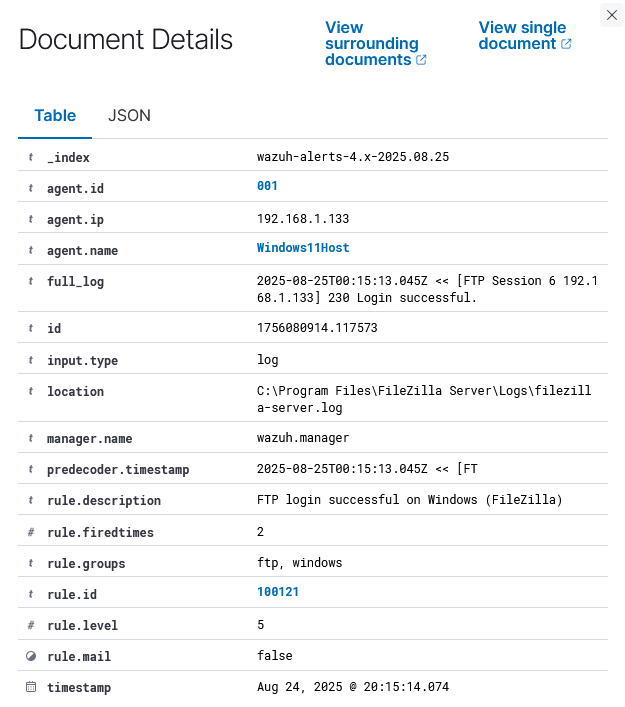 Document Details
View
surrounding
documents
View single
document
Table JSON
t _index wazuh-alerts-4.x-2025.08.25
t agent.id 001
t agent.ip 192.168.1.133
t agent.name Windows11Host
t full_log 2025-08-25T00:15:13.045Z << [FTP Session 6 192.1
68.1.133] 230 Login successful.
t id 1756080914.117573
t input.type log
t location C:\Program Files\FileZilla Server\Logs\filezill
a-server.log
t manager.name wazuh.manager
t predecoder.timestamp 2025-08-25T00:15:13.045Z << [FT
t rule.description FTP login successful on Windows (FileZilla)
# rule.firedtimes 2
t rule.groups ftp, windows
t rule.id 100121
# rule.level 5
rule.mail false
timestamp Aug 24, 2025 @ 20:15:14.074